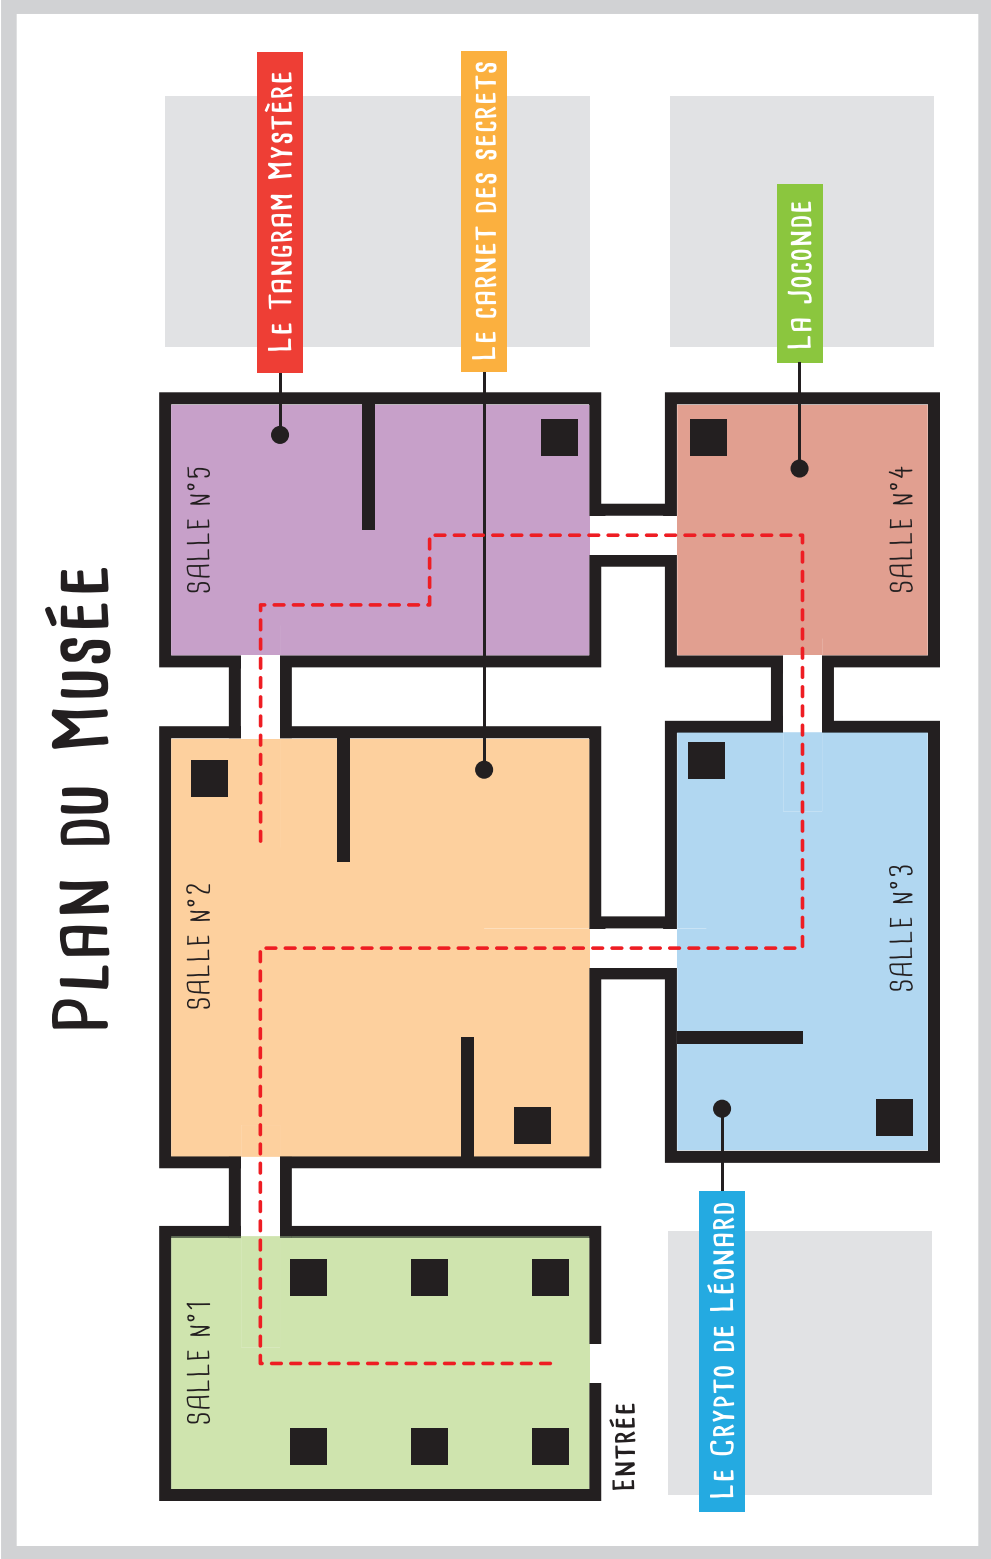 Plan du Musée
Le Tangram Mystère
Le carnet des secrets
La Joconde
Salle n°5
Salle n°4
Salle n°2
Salle n°3
Salle n°1
Entrée
Le Crypto de Léonard